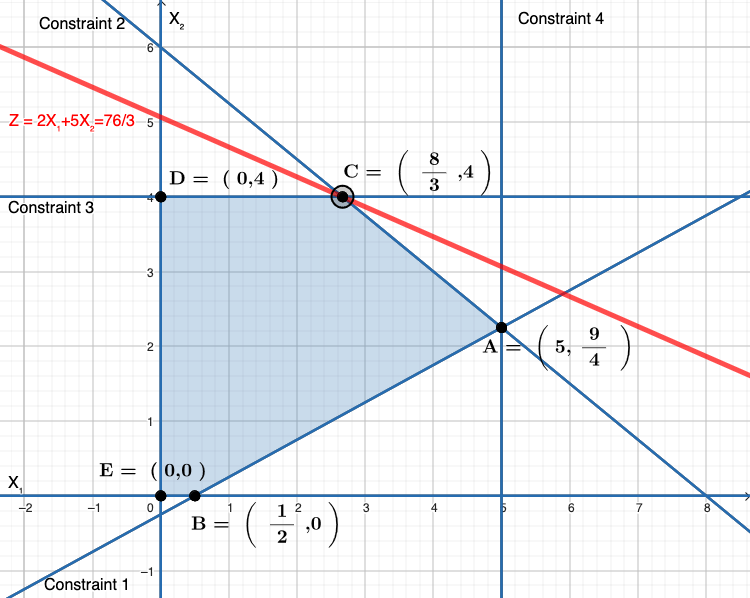 Constraint 2
X₂
Constraint 4
6
Z = 2X₁+5X₂=76/3
5
D = ( 0,4 )
C = ( 8/3 ,4 )
4
Constraint 3
3
2
A = ( 5, 9/4 )
1
E = ( 0,0 )
X₁
−2 −1 0 1 2 3 4 5 6 7 8
B = ( 1/2 ,0 )
−1
Constraint 1